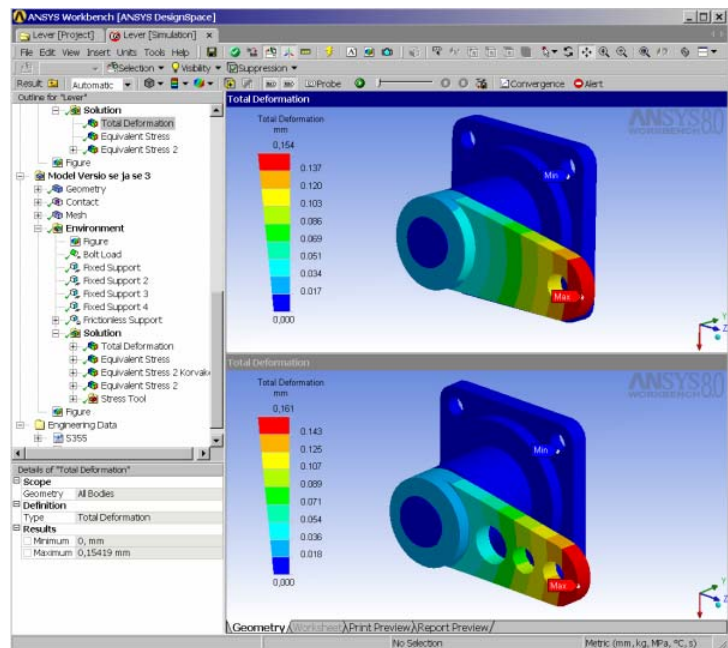 ANSYS Workbench [ANSYS DesignSpace]
Lever [Project]
Lever [Simulation]
File Edit View Insert Units Tools Help
Selection Visibility Suppression
Result Automatic Probe Convergence Alert
Outline for "Lever"
Solution
Total Deformation
Equivalent Stress
Equivalent Stress 2
Figure
Model Versio se ja se 3
Geometry
Contact
Mesh
Environment
Figure
Bolt Load
Fixed Support
Fixed Support 2
Fixed Support 3
Fixed Support 4
Frictionless Support
Solution
Total Deformation
Equivalent Stress
Equivalent Stress 2 Korvake
Equivalent Stress 2
Stress Tool
Figure
Engineering Data
S355
Details of "Total Deformation"
Scope
Geometry All Bodies
Definition
Type Total Deformation
Results
Minimum 0, mm
Maximum 0,15419 mm
Total Deformation
Total Deformation
mm
0,154
0.137
0.120
0.103
0.086
0.069
0.051
0.034
0.017
0,000
ANSYS 8.0
WORKBENCH
Min
Max
Y
Z
Total Deformation
Total Deformation
mm
0,161
0.143
0.125
0.107
0.089
0.071
0.054
0.036
0.018
0,000
ANSYS 8.0
WORKBENCH
Min
Max
Y
Z
Geometry Worksheet Print Preview Report Preview
No Selection
Metric (mm, kg, MPa, °C, s)